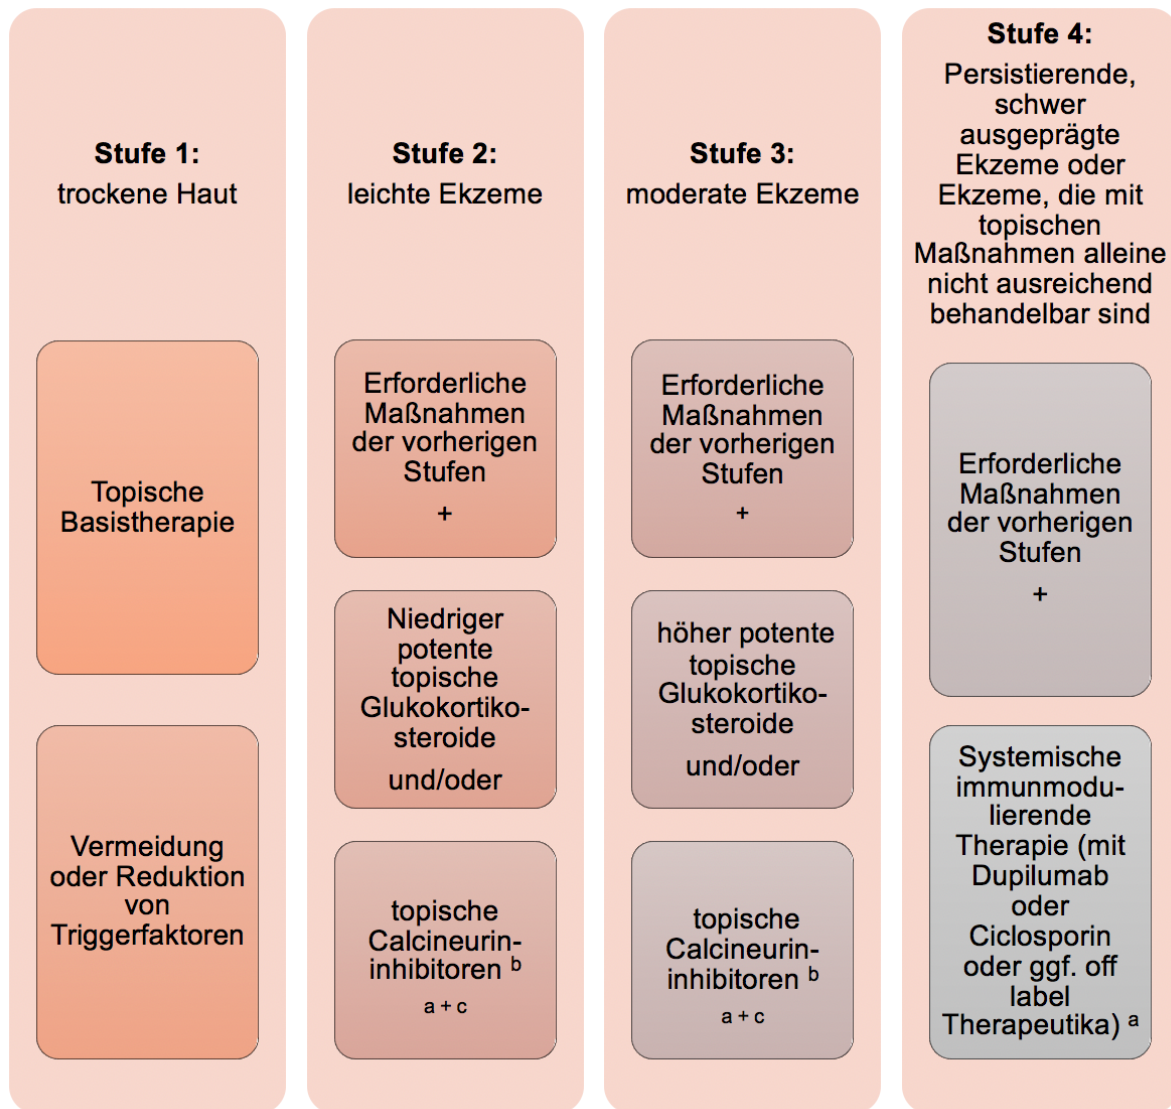 Stufe 1:
trockene Haut
Topische
Basistherapie
Vermeidung
oder Reduktion
von
Triggerfaktoren
Stufe 2:
leichte Ekzeme
Erforderliche
Maßnahmen
der vorherigen
Stufen
+
Niedriger
potente
topische
Glukokortiko-
steroide
und/oder
topische
Calcineurin-
inhibitoren b
a + c
Stufe 3:
moderate Ekzeme
Erforderliche
Maßnahmen
der vorherigen
Stufen
+
höher potente
topische
Glukokortiko-
steroide
und/oder
topische
Calcineurin-
inhibitoren b
a + c
Stufe 4:
Persistierende,
schwer
ausgeprägte
Ekzeme oder
Ekzeme, die mit
topischen
Maßnahmen alleine
nicht ausreichend
behandelbar sind
Erforderliche
Maßnahmen
der vorherigen
Stufen
+
Systemische
immunmodu-
lierende
Therapie (mit
Dupilumab
oder
Ciclosporin
oder ggf. off
label
Therapeutika) a